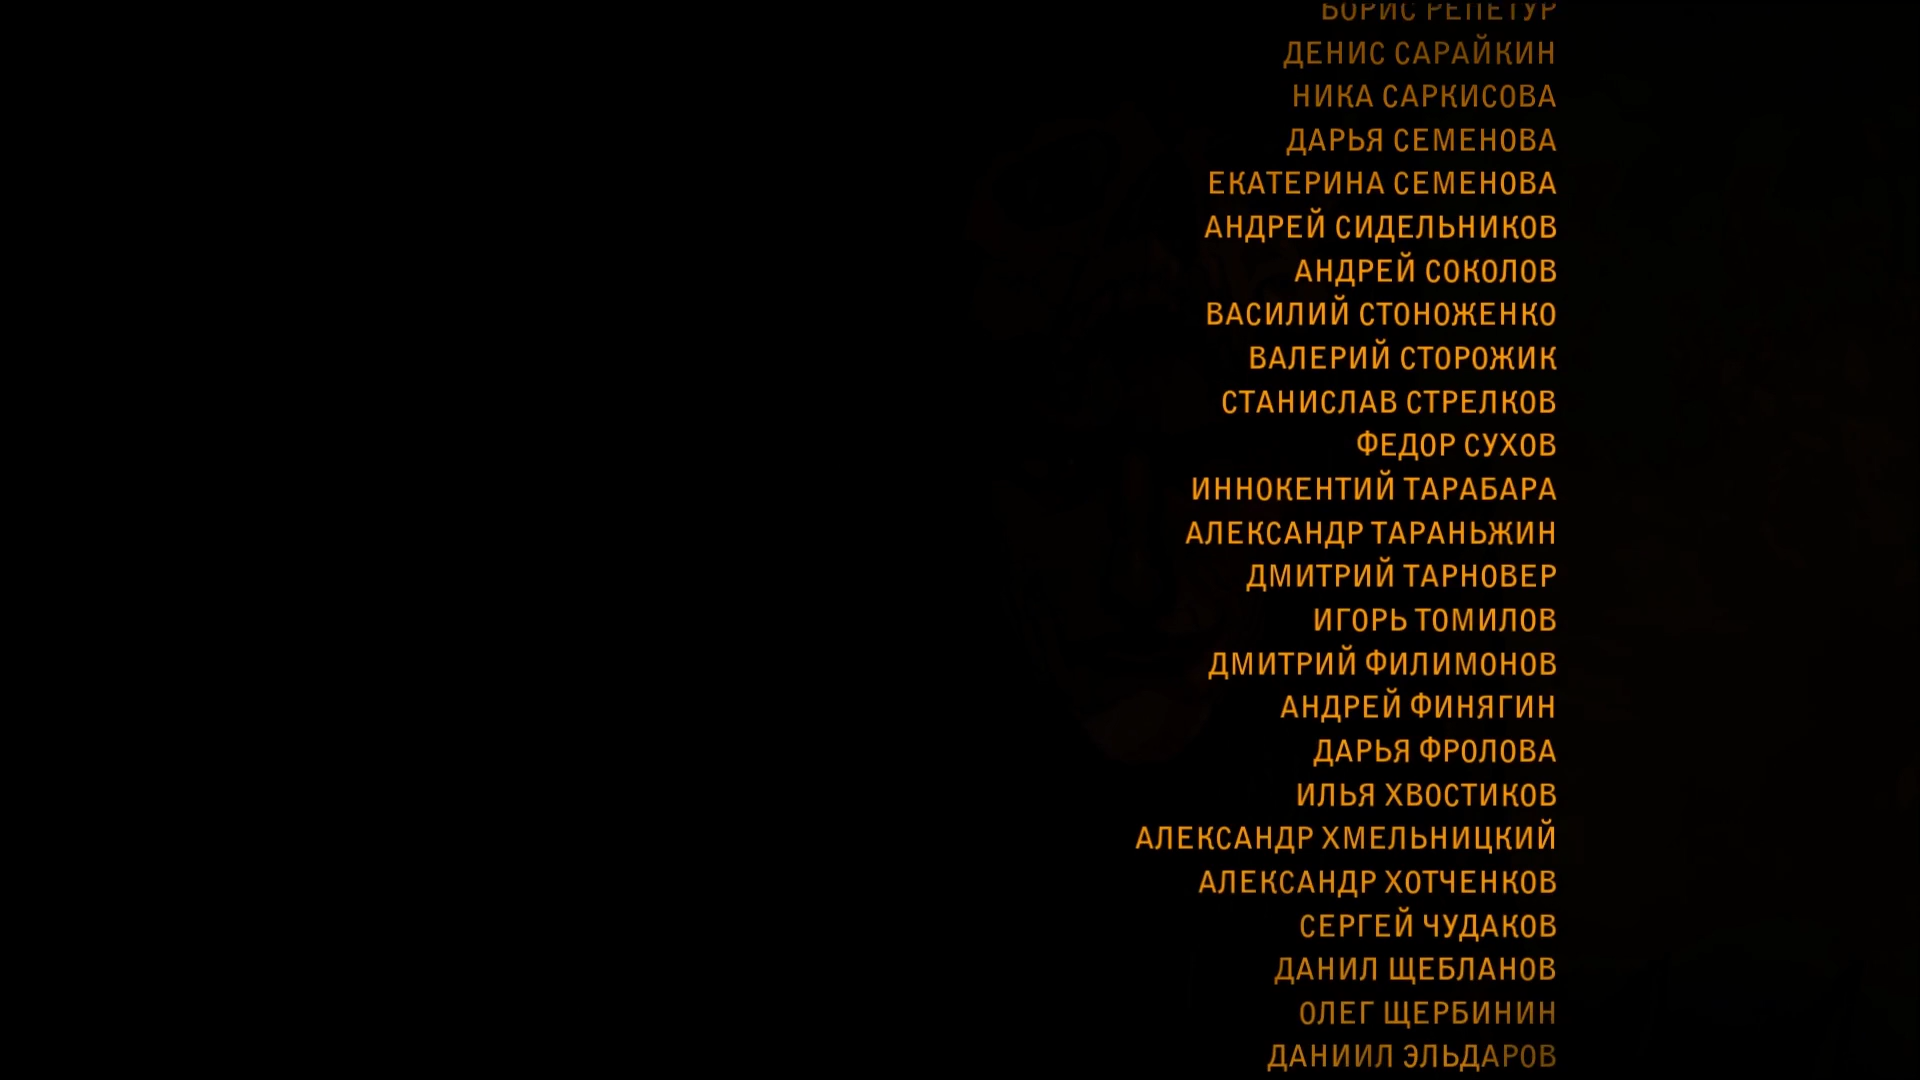 БОРИС РЕПЕТУР
ДЕНИС САРАЙКИН
НИКА САРКИСОВА
ДАРЬЯ СЕМЕНОВА
ЕКАТЕРИНА СЕМЕНОВА
АНДРЕЙ СИДЕЛЬНИКОВ
АНДРЕЙ СОКОЛОВ
ВАСИЛИЙ СТОНОЖЕНКО
ВАЛЕРИЙ СТОРОЖИК
СТАНИСЛАВ СТРЕЛКОВ
ФЕДОР СУХОВ
ИННОКЕНТИЙ ТАРАБАРА
АЛЕКСАНДР ТАРАНЬЖИН
ДМИТРИЙ ТАРНОВЕР
ИГОРЬ ТОМИЛОВ
ДМИТРИЙ ФИЛИМОНОВ
АНДРЕЙ ФИНЯГИН
ДАРЬЯ ФРОЛОВА
ИЛЬЯ ХВОСТИКОВ
АЛЕКСАНДР ХМЕЛЬНИЦКИЙ
АЛЕКСАНДР ХОТЧЕНКОВ
СЕРГЕЙ ЧУДАКОВ
ДАНИЛ ЩЕБЛАНОВ
ОЛЕГ ЩЕРБИНИН
ДАНИИЛ ЭЛЬДАРОВ